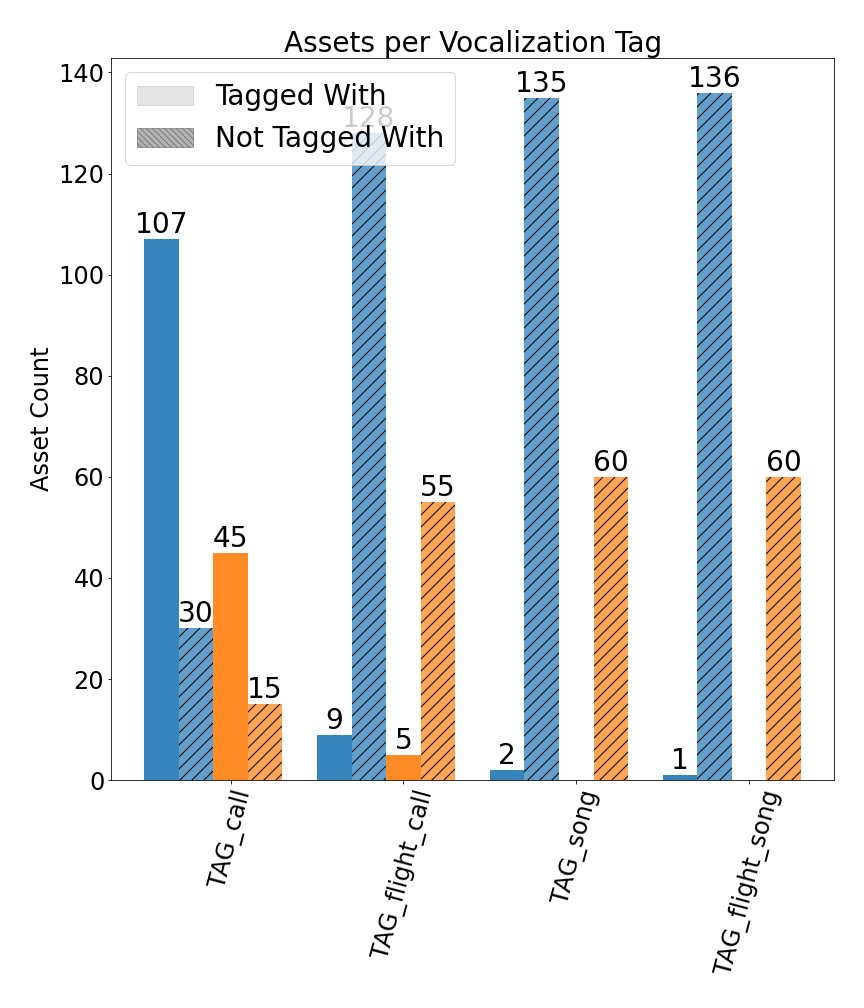 Assets per Vocalization Tag
Tagged With
Not Tagged With
Asset Count
140
120
100
80
60
40
20
0
107
30
45
15
9
128
5
55
2
135
60
1
136
60
TAG_call
TAG_flight_call
TAG_song
TAG_flight_song